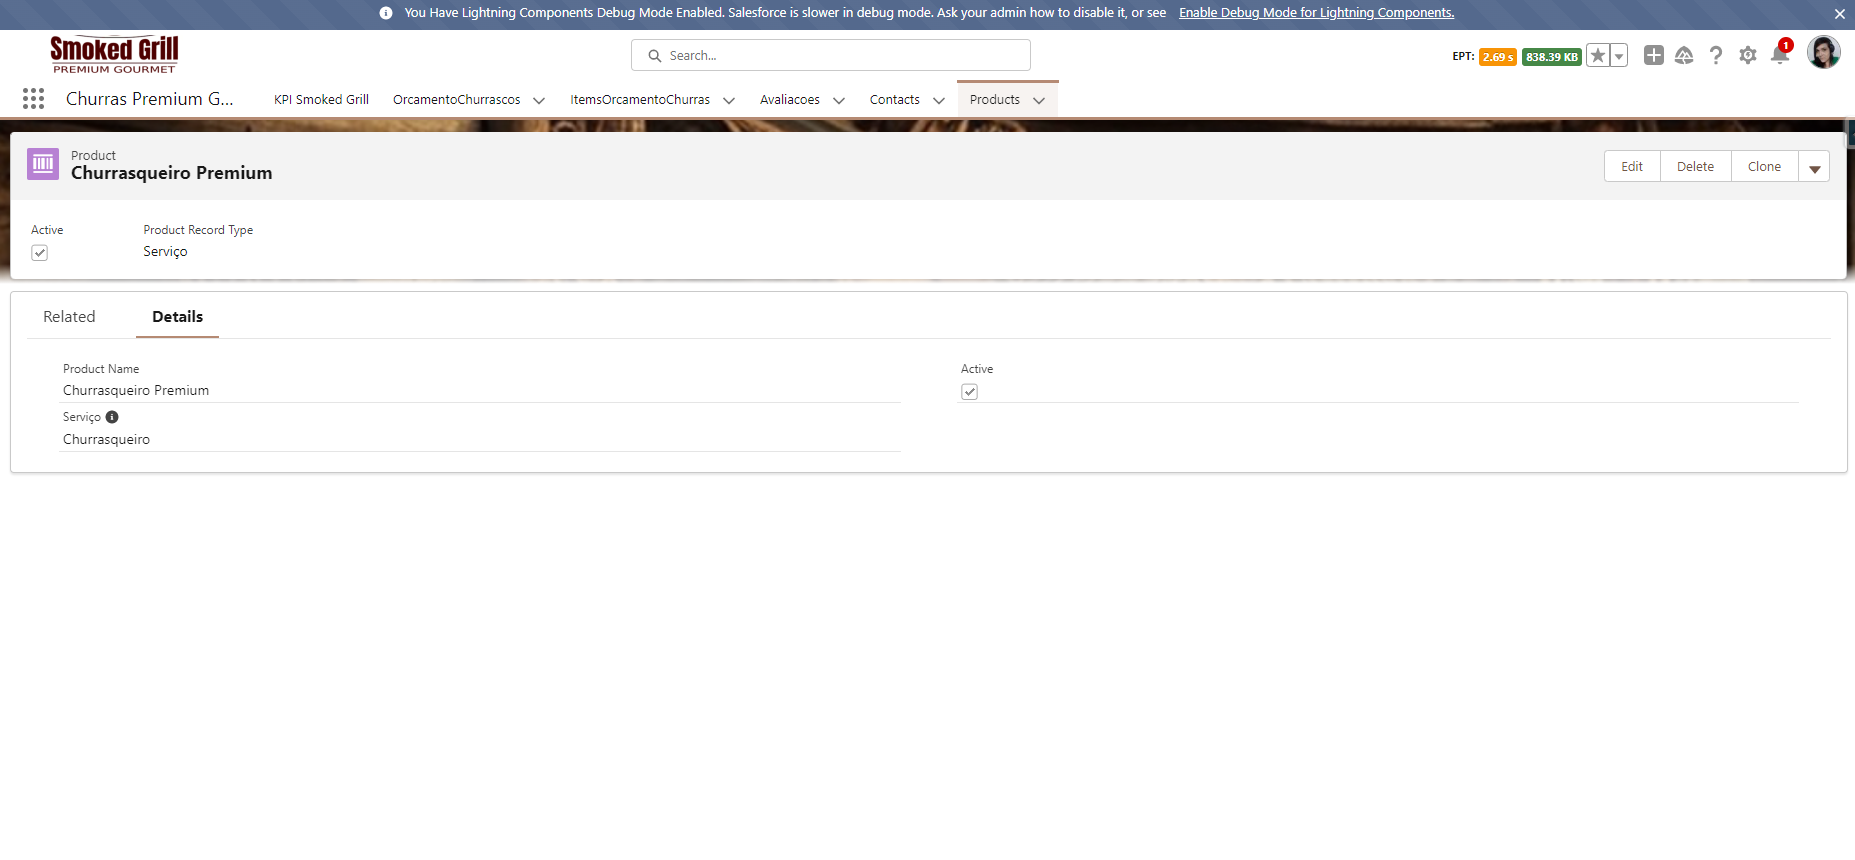 You Have Lightning Components Debug Mode Enabled. Salesforce is slower in debug mode. Ask your admin how to disable it, or see Enable Debug Mode for Lightning Components.
Smoked Grill
PREMIUM GOURMET
Search...
EPT: 2.69 s 838.39 KB
1
Churras Premium G... KPI Smoked Grill OrcamentoChurrascos ItemsOrcamentoChurras Avaliacoes Contacts Products
Product
Churrasqueiro Premium
Edit Delete Clone
Active Product Record Type
Serviço
Related Details
Product Name Active
Churrasqueiro Premium
Serviço
Churrasqueiro